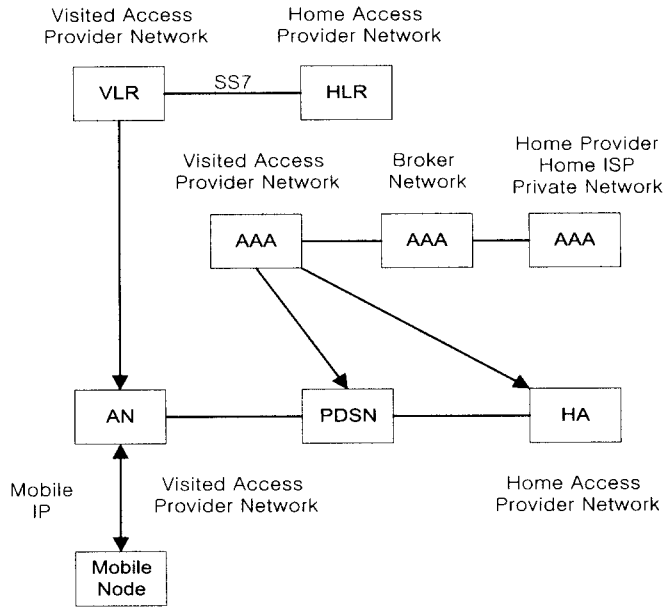 Visited Access
Provider Network
Home Access
Provider Network
VLR
SS7
HLR
Visited Access
Provider Network
Broker
Network
Home Provider
Home ISP
Private Network
AAA
AAA
AAA
AN
PDSN
HA
Mobile
IP
Visited Access
Provider Network
Home Access
Provider Network
Mobile
Node